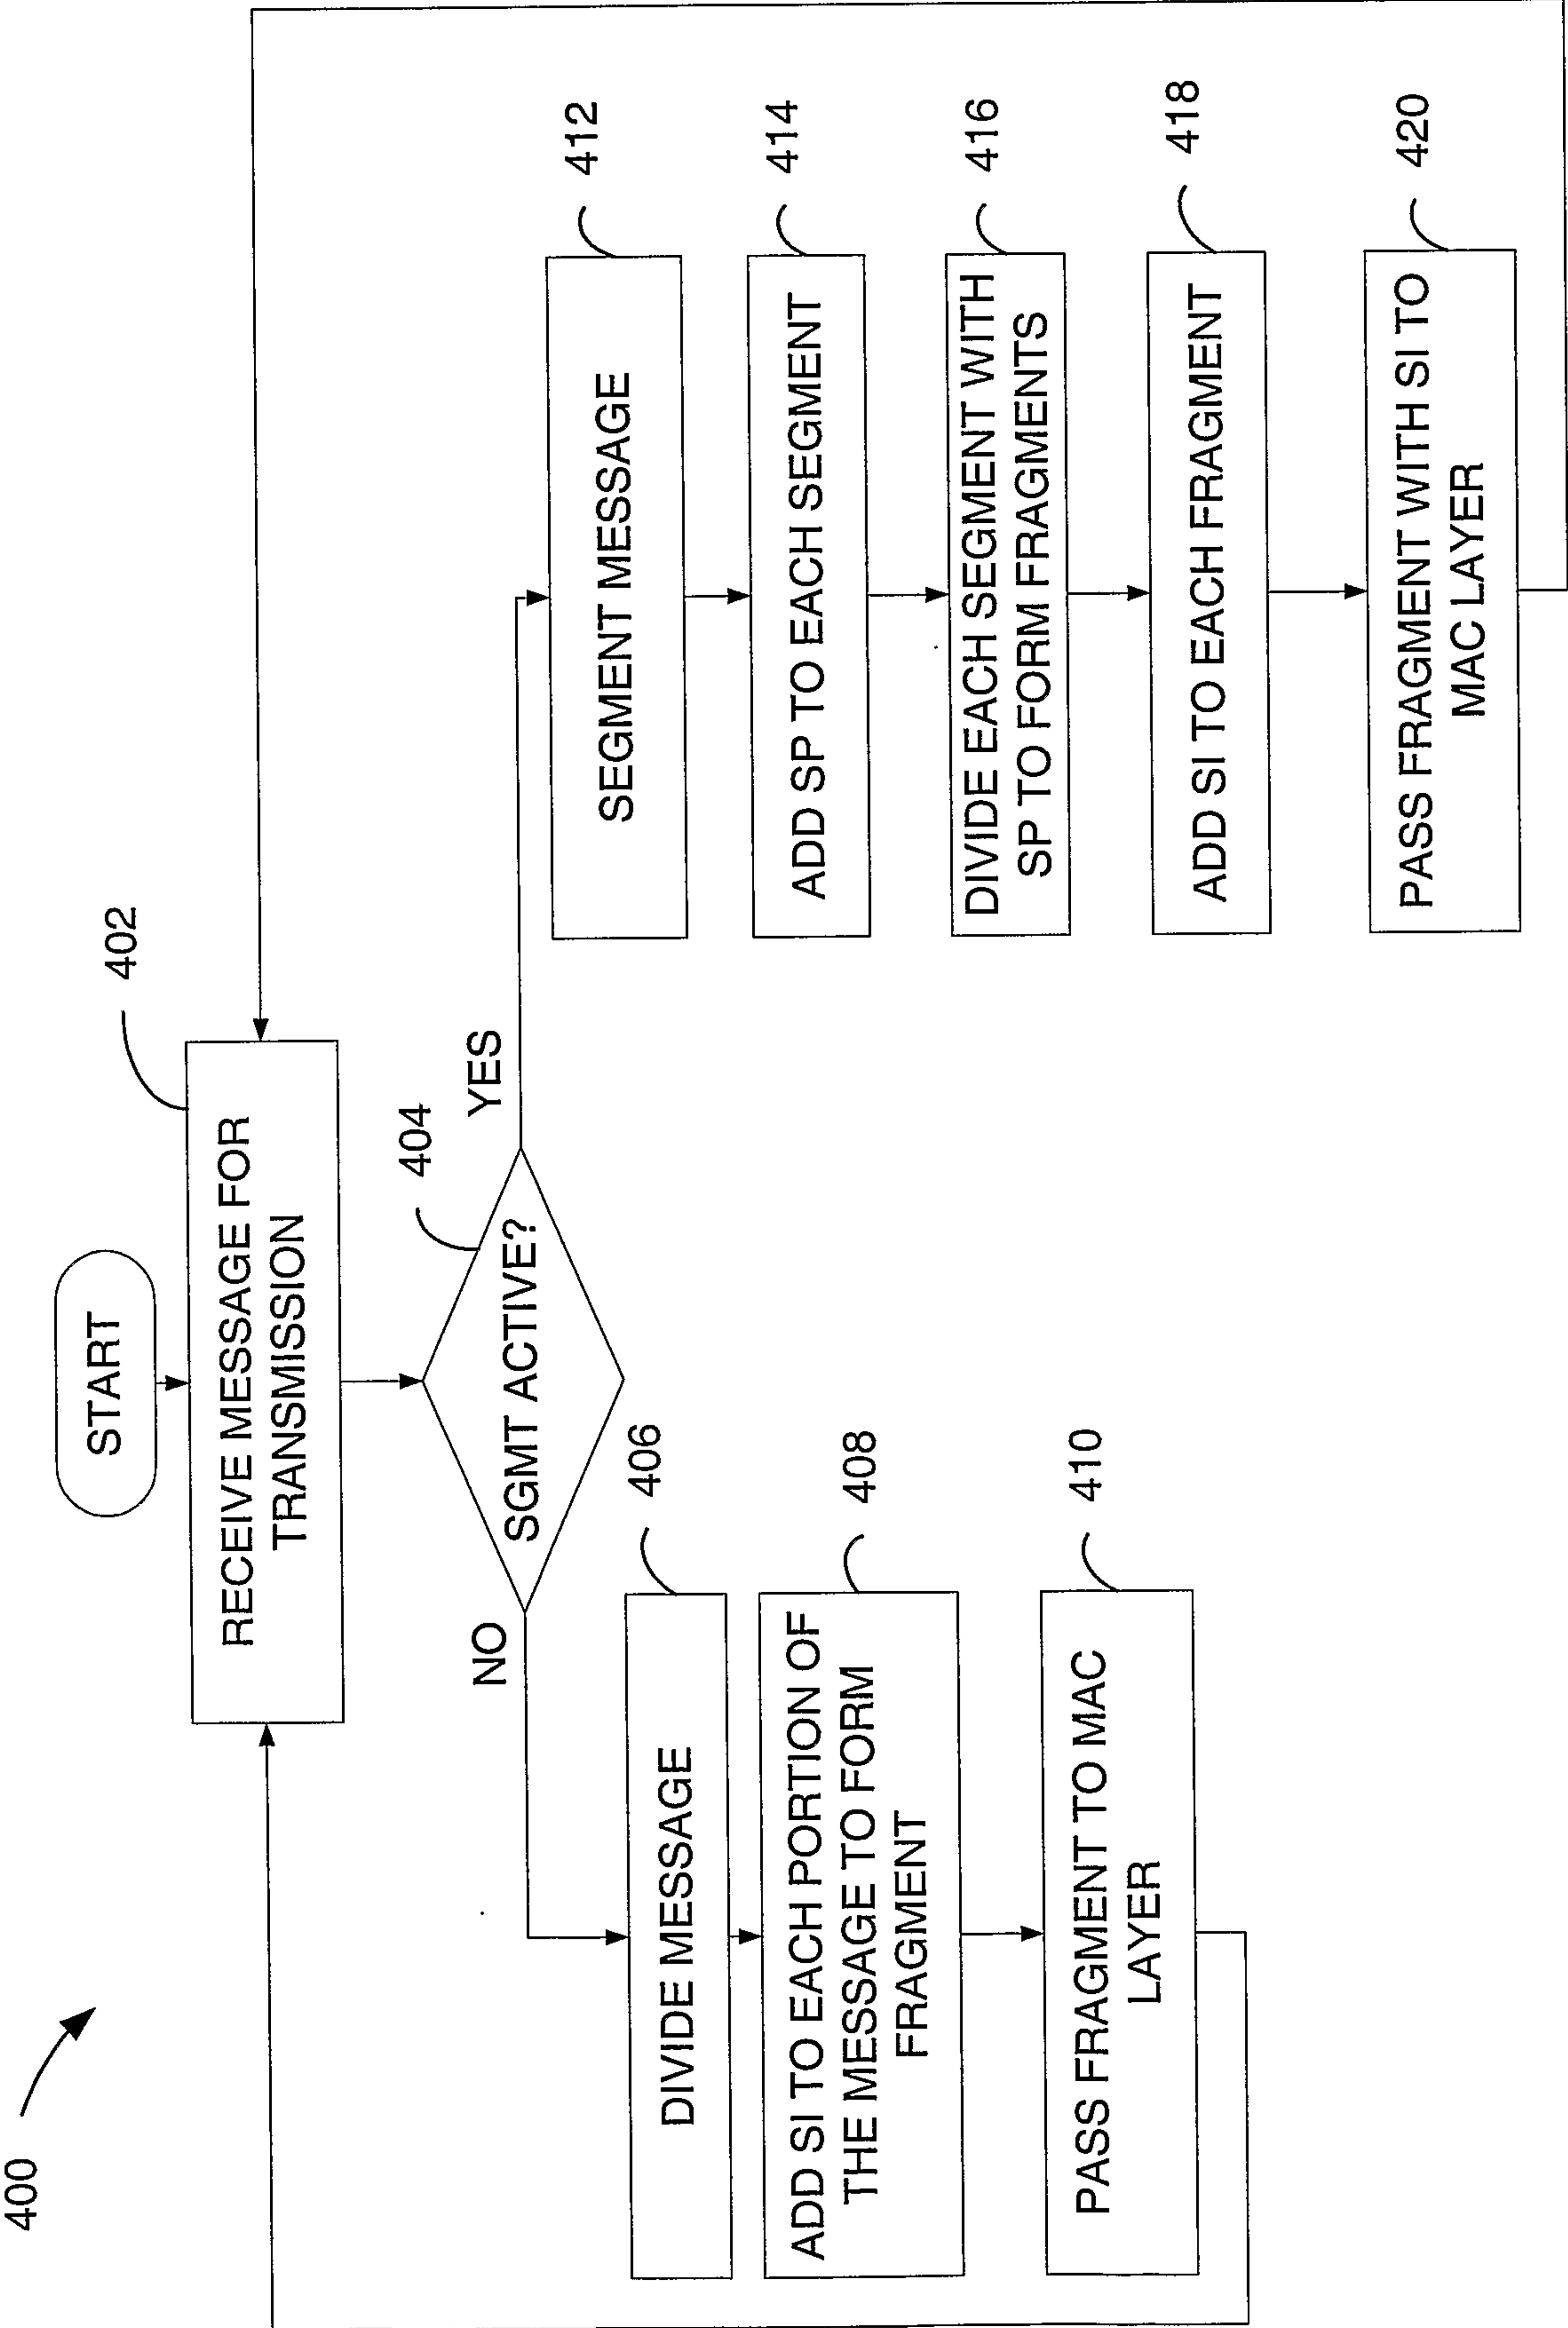 400
START
402
RECEIVE MESSAGE FOR
TRANSMISSION
404
SGMT ACTIVE?
NO
YES
406
DIVIDE MESSAGE
408
ADD SI TO EACH PORTION OF
THE MESSAGE TO FORM
FRAGMENT
410
PASS FRAGMENT TO MAC
LAYER
412
SEGMENT MESSAGE
414
ADD SP TO EACH SEGMENT
416
DIVIDE EACH SEGMENT WITH
SP TO FORM FRAGMENTS
418
ADD SI TO EACH FRAGMENT
420
PASS FRAGMENT WITH SI TO
MAC LAYER